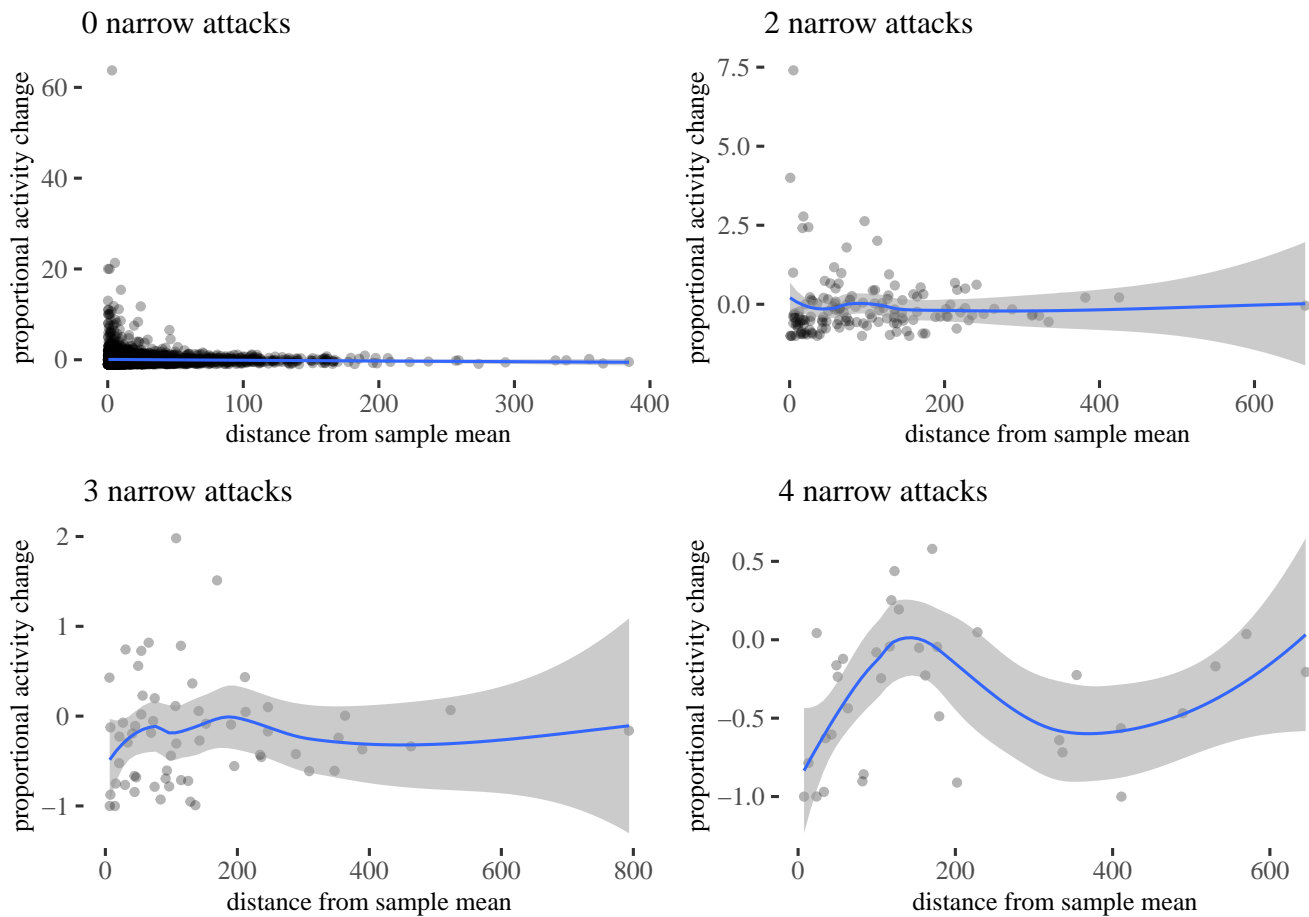 0 narrow attacks
proportional activity change
60
40
20
0
0
100
200
300
400
distance from sample mean
2 narrow attacks
proportional activity change
7.5
5.0
2.5
0.0
0
200
400
600
distance from sample mean
3 narrow attacks
proportional activity change
2
1
0
−1
0
200
400
600
800
distance from sample mean
4 narrow attacks
proportional activity change
0.5
0.0
−0.5
−1.0
0
200
400
600
distance from sample mean